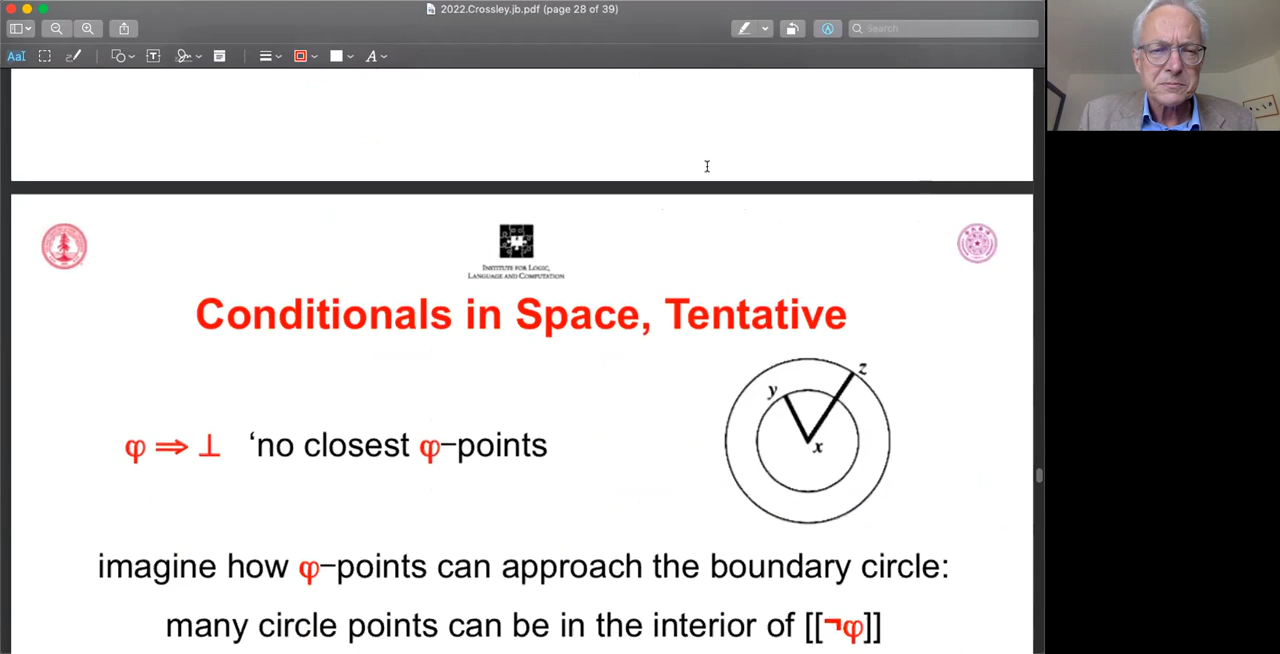 2022.Crossley.jb.pdf (page 28 of 39)
Search
INSTITUTE FOR LOGIC,
LANGUAGE AND COMPUTATION
Conditionals in Space, Tentative
z
y
x
φ ⇒ ⊥ ‘no closest φ–points
imagine how φ–points can approach the boundary circle:
many circle points can be in the interior of [[¬φ]]